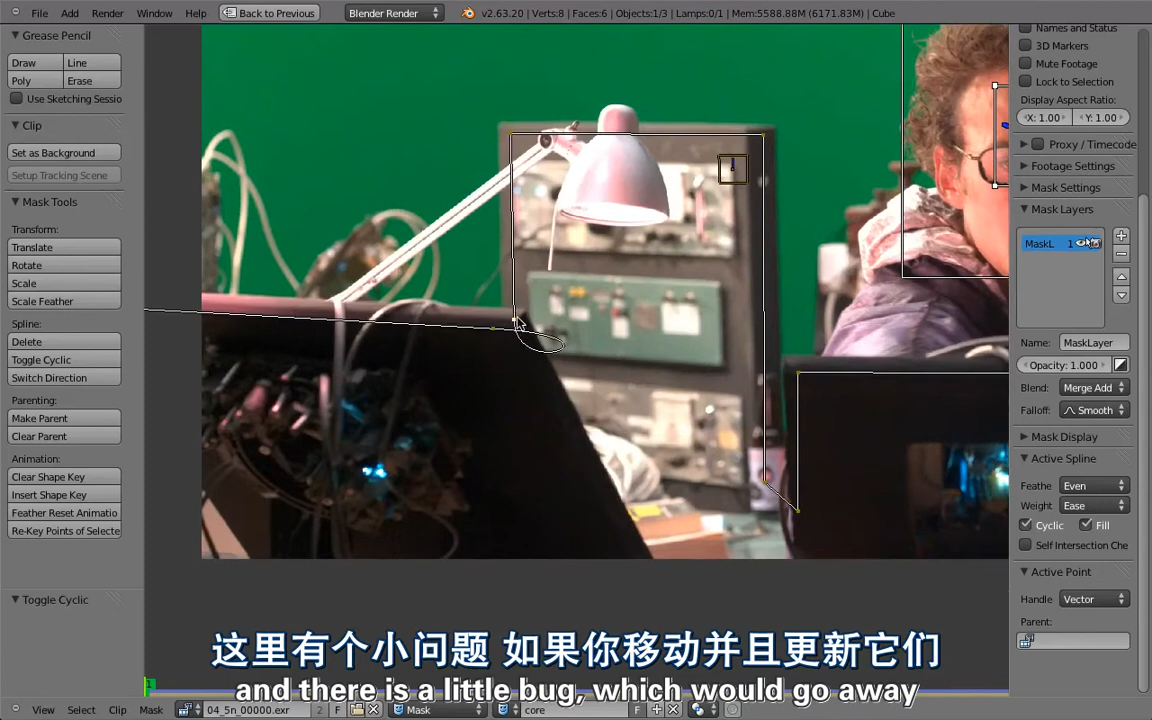 File Add Render Window Help Back to Previous Blender Render v2.63.20 | Verts:8 | Faces:6 | Objects:1/3 | Lamps:0/1 | Mem:5588.88M (6171.83M) | Cube
Grease Pencil
Draw Line
Poly Erase
Use Sketching Sessio
Clip
Set as Background
Setup Tracking Scene
Mask Tools
Transform:
Translate
Rotate
Scale
Scale Feather
Spline:
Delete
Toggle Cyclic
Switch Direction
Parenting:
Make Parent
Clear Parent
Animation:
Clear Shape Key
Insert Shape Key
Feather Reset Animatio
Re-Key Points of Selecte
Toggle Cyclic
Names and Status
3D Markers
Mute Footage
Lock to Selection
Display Aspect Ratio:
X: 1.00 Y: 1.00
Proxy / Timecode
Footage Settings
Mask Settings
Mask Layers
MaskL 1
Name: MaskLayer
Opacity: 1.000
Blend: Merge Add
Falloff: Smooth
Mask Display
Active Spline
Feathe Even
Weight Ease
Cyclic Fill
Self Intersection Che
Active Point
Handle Vector
Parent:
这里有个小问题 如果你移动并且更新它们
and there is a little bug, which would go away
1
View Select Clip Mask 04_5n_00000.exr 2 F Mask core F